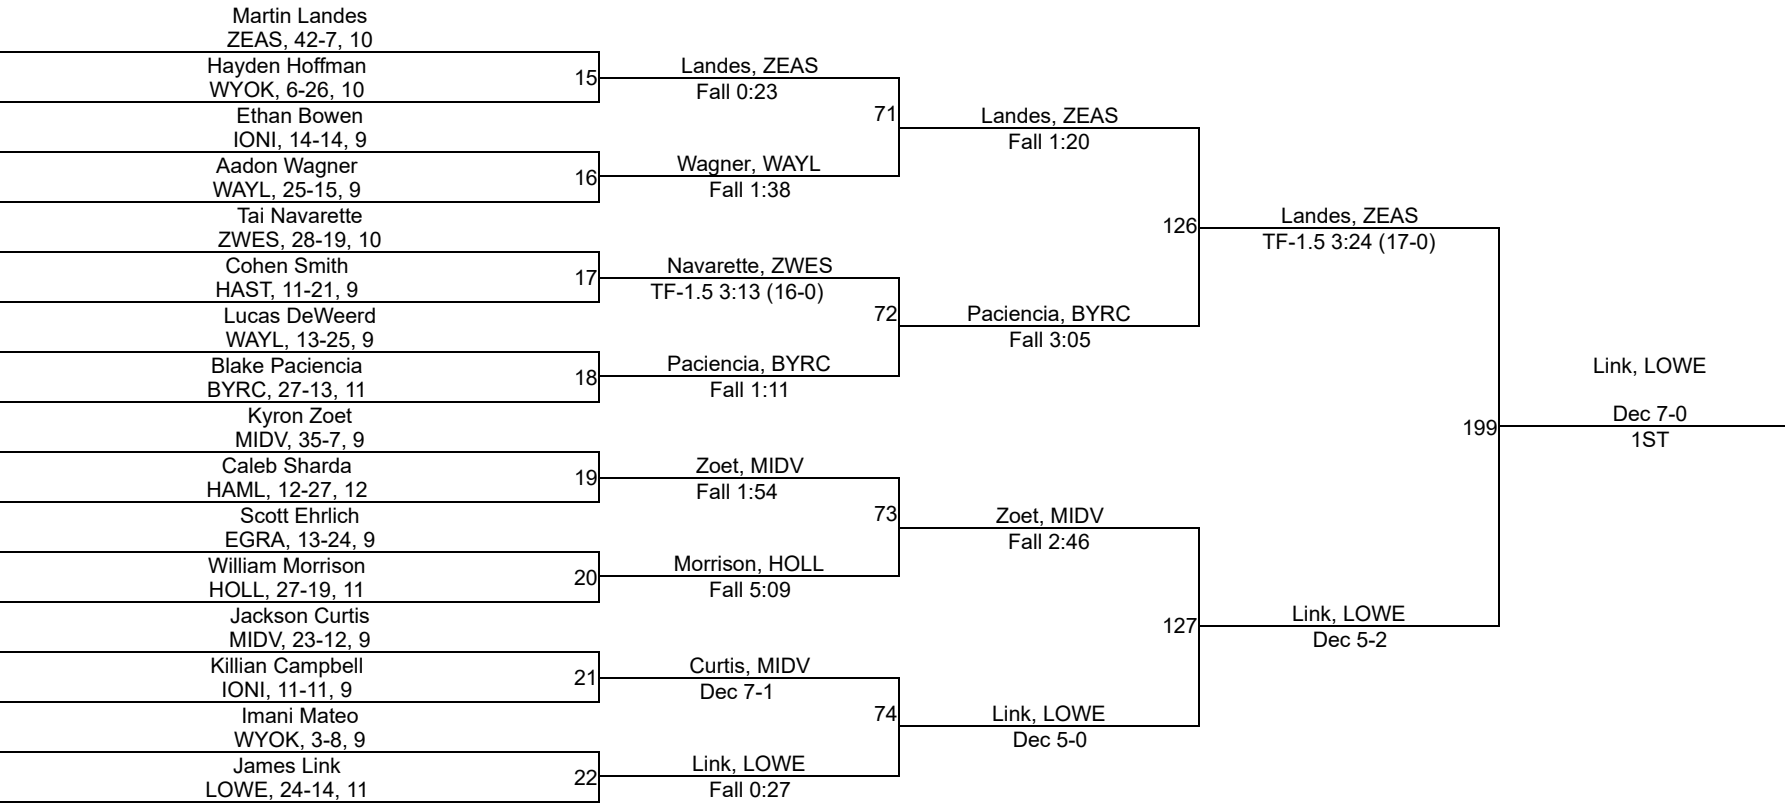 Martin Landes
ZEAS, 42-7, 10
Hayden Hoffman
WYOK, 6-26, 10
Ethan Bowen
IONI, 14-14, 9
Aadon Wagner
WAYL, 25-15, 9
Tai Navarette
ZWES, 28-19, 10
Cohen Smith
HAST, 11-21, 9
Lucas DeWeerd
WAYL, 13-25, 9
Blake Paciencia
BYRC, 27-13, 11
Kyron Zoet
MIDV, 35-7, 9
Caleb Sharda
HAML, 12-27, 12
Scott Ehrlich
EGRA, 13-24, 9
William Morrison
HOLL, 27-19, 11
Jackson Curtis
MIDV, 23-12, 9
Killian Campbell
IONI, 11-11, 9
Imani Mateo
WYOK, 3-8, 9
James Link
LOWE, 24-14, 11
15
Landes, ZEAS
Fall 0:23
16
Wagner, WAYL
Fall 1:38
17
Navarette, ZWES
TF-1.5 3:13 (16-0)
18
Paciencia, BYRC
Fall 1:11
19
Zoet, MIDV
Fall 1:54
20
Morrison, HOLL
Fall 5:09
21
Curtis, MIDV
Dec 7-1
22
Link, LOWE
Fall 0:27
71
Landes, ZEAS
Fall 1:20
72
Paciencia, BYRC
Fall 3:05
73
Zoet, MIDV
Fall 2:46
74
Link, LOWE
Dec 5-0
126
Landes, ZEAS
TF-1.5 3:24 (17-0)
127
Link, LOWE
Dec 5-2
199
Link, LOWE
Dec 7-0
1ST